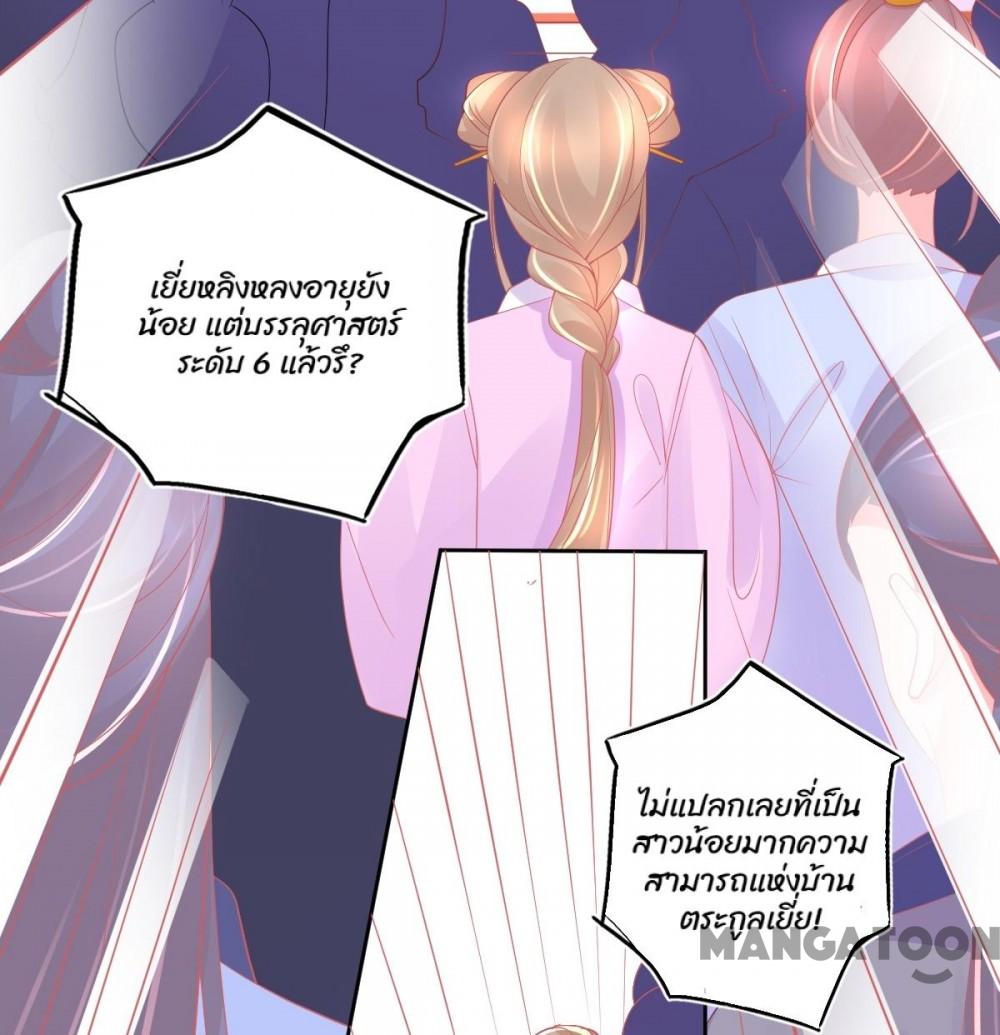 เยี่ยหลิงหลงอายุยัง
น้อย แต่บรรลุศาสตร์
ระดับ 6 แล้วรึ?
ไม่แปลกเลยที่เป็น
สาวน้อยมากความ
สามารถแห่งบ้าน
ตระกูลเยี่ย!
MANGATOON